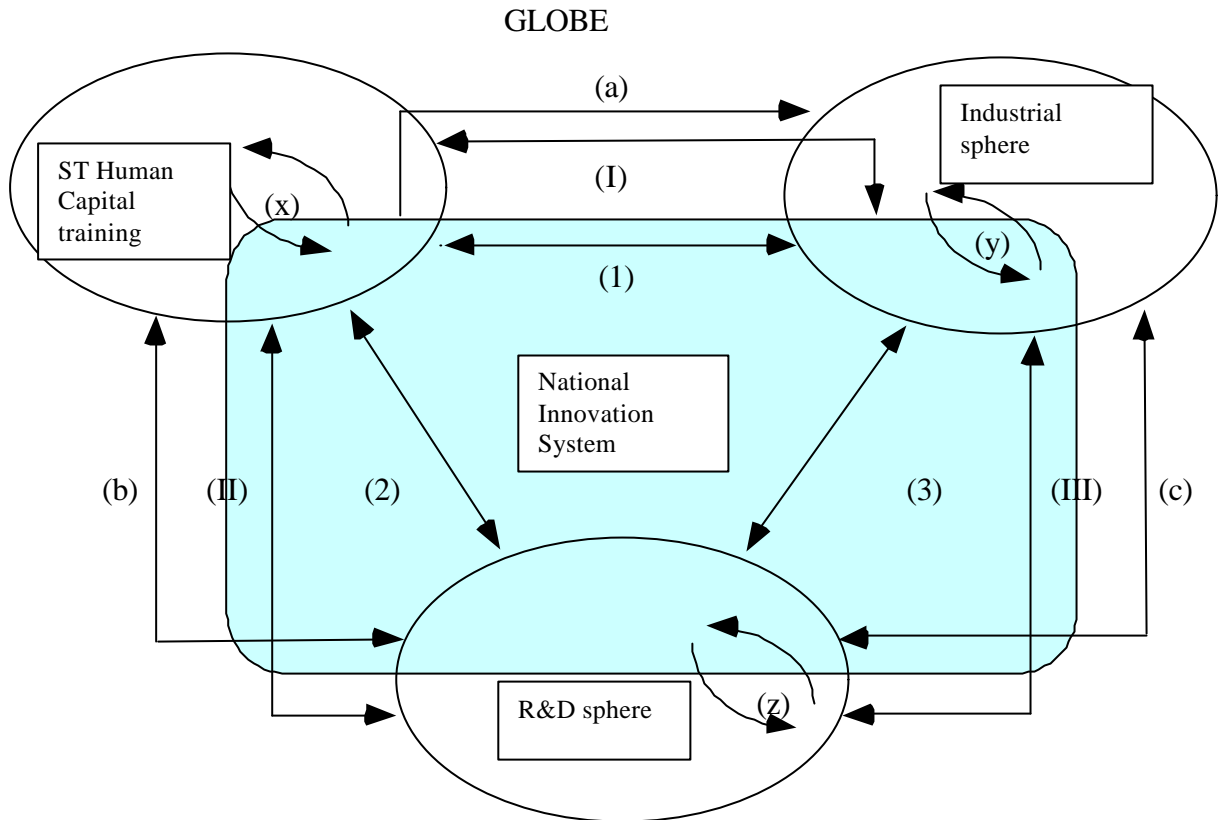 GLOBE
(a)
Industrial
sphere
ST Human
Capital
training
(I)
(x)
(y)
(1)
National
Innovation
System
(b)
(II)
(2)
(3)
(III)
(c)
R&D sphere
(z)